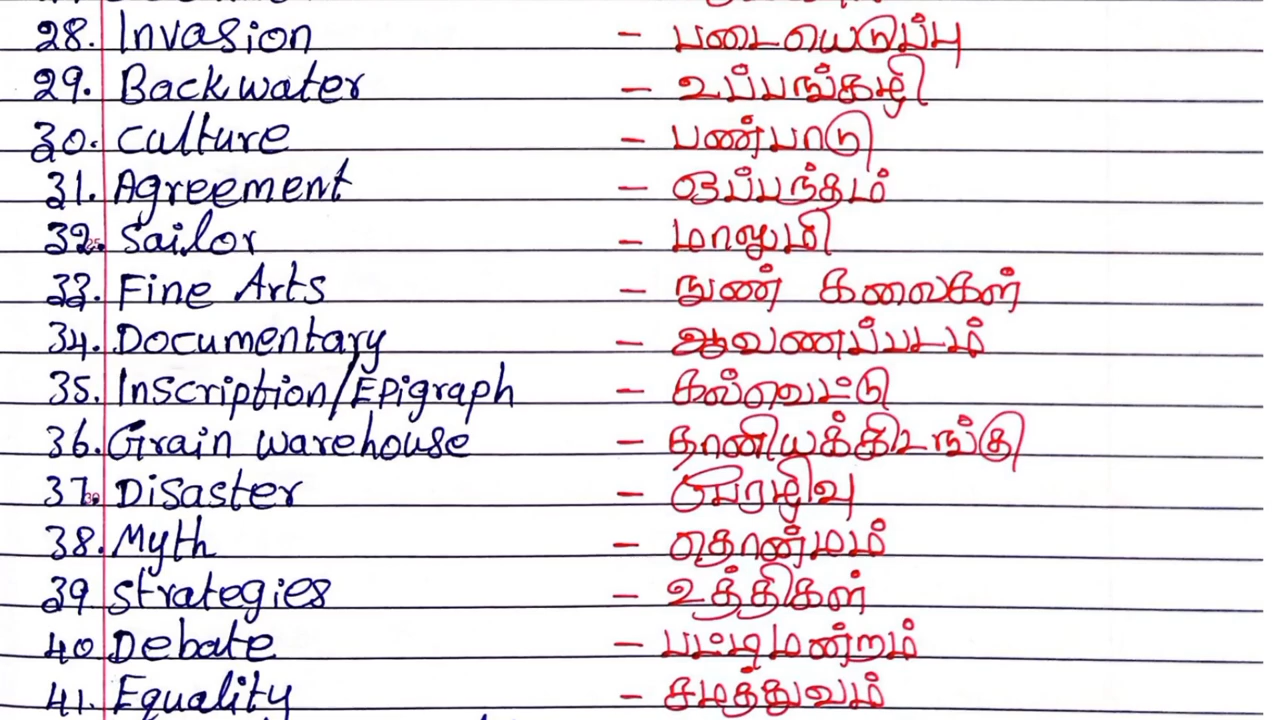 28. Invasion - படையெடுப்பு
29. Backwater - உப்பங்கழி
30. Culture - பண்பாடு
31. Agreement - ஒப்பந்தம்
32. Sailor - மாலுமி
33. Fine Arts - நுண் கலைகள்
34. Documentary - ஆவணப்படம்
35. Inscription/Epigraph - கல்வெட்டு
36. Grain warehouse - தானியக்கிடங்கு
37. Disaster - பேரழிவு
38. Myth - தொன்மம்
39 Strategies - உத்திகள்
40 Debate - பட்டிமன்றம்
41. Equality - சமத்துவம்